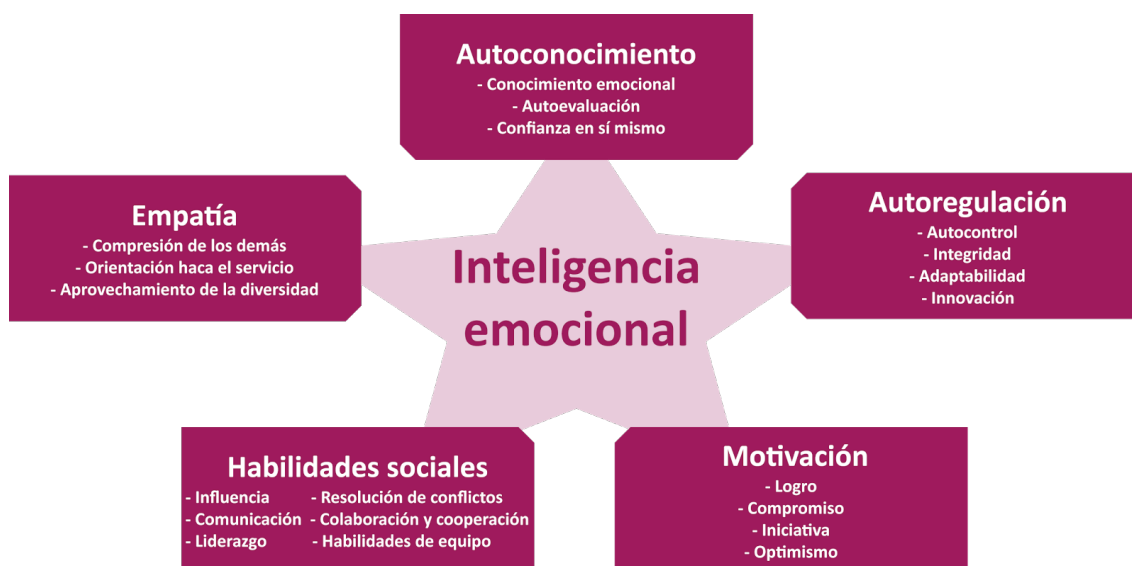 Autoconocimiento
- Conocimiento emocional
- Autoevaluación
- Confianza en sí mismo
Empatía
- Compresión de los demás
- Orientación haca el servicio
- Aprovechamiento de la diversidad
Autoregulación
- Autocontrol
- Integridad
- Adaptabilidad
- Innovación
Inteligencia
emocional
Habilidades sociales
- Influencia
- Comunicación
- Liderazgo
- Resolución de conflictos
- Colaboración y cooperación
- Habilidades de equipo
Motivación
- Logro
- Compromiso
- Iniciativa
- Optimismo